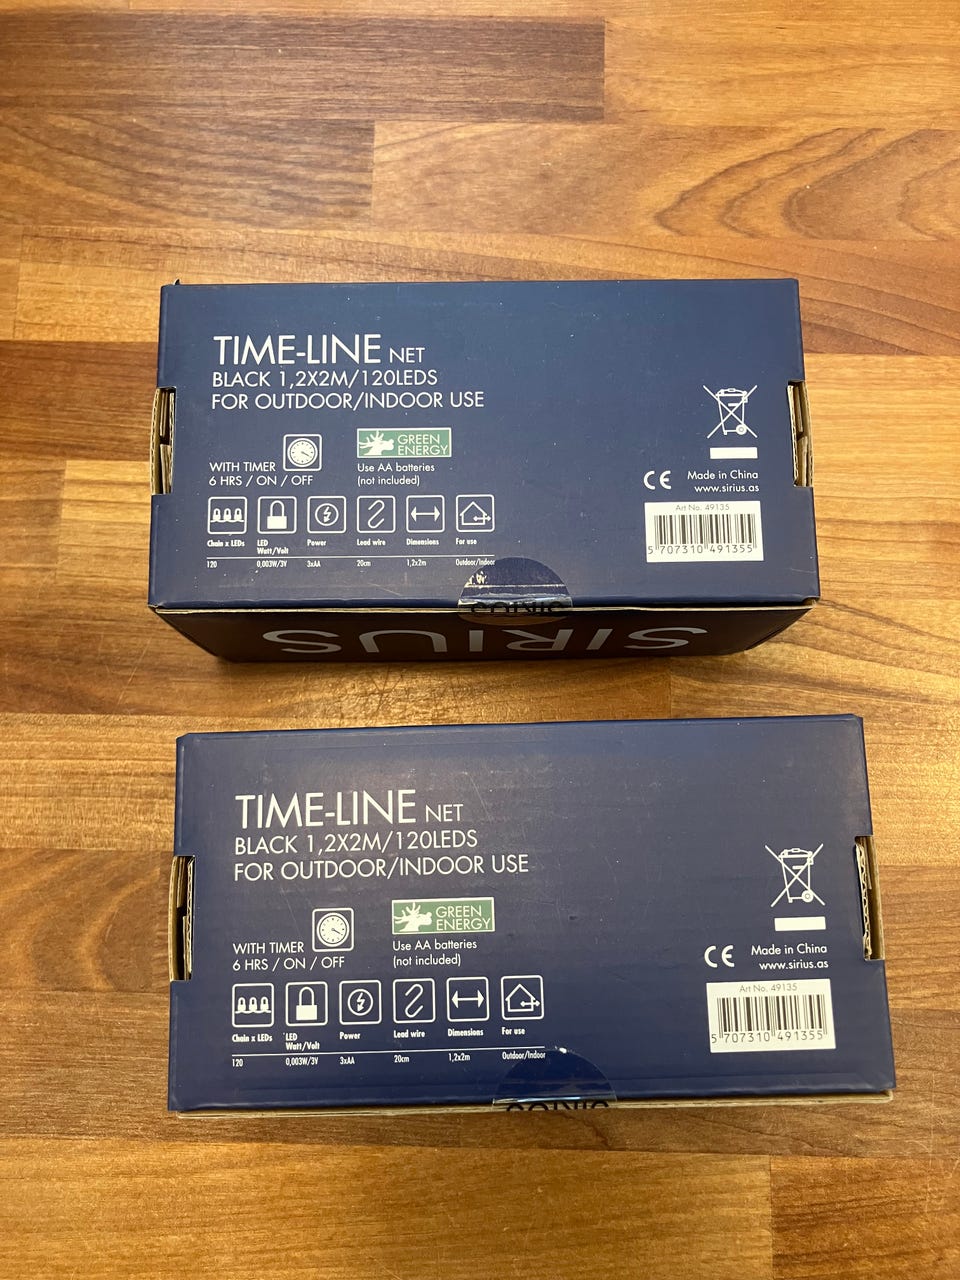 TIME-LINE NET
BLACK 1,2X2M/120LEDS
FOR OUTDOOR/INDOOR USE
GREEN
ENERGY
WITH TIMER
6 HRS / ON / OFF
Use AA batteries
(not included)
CE
Made in China
www.sirius.as
Art No. 49135
5 707310 491355
Chain x LEDs
LED Watt/Volt
Power
Lead wire
Dimensions
For use
120
0,003W/3V
3xAA
20cm
1,2x2m
Outdoor/Indoor
SIRIUS
TIME-LINE NET
BLACK 1,2X2M/120LEDS
FOR OUTDOOR/INDOOR USE
GREEN
ENERGY
WITH TIMER
6 HRS / ON / OFF
Use AA batteries
(not included)
CE
Made in China
www.sirius.as
Art No. 49135
5 707310 491355
Chain x LEDs
LED Watt/Volt
Power
Lead wire
Dimensions
For use
120
0,003W/3V
3xAA
20cm
1,2x2m
Outdoor/Indoor